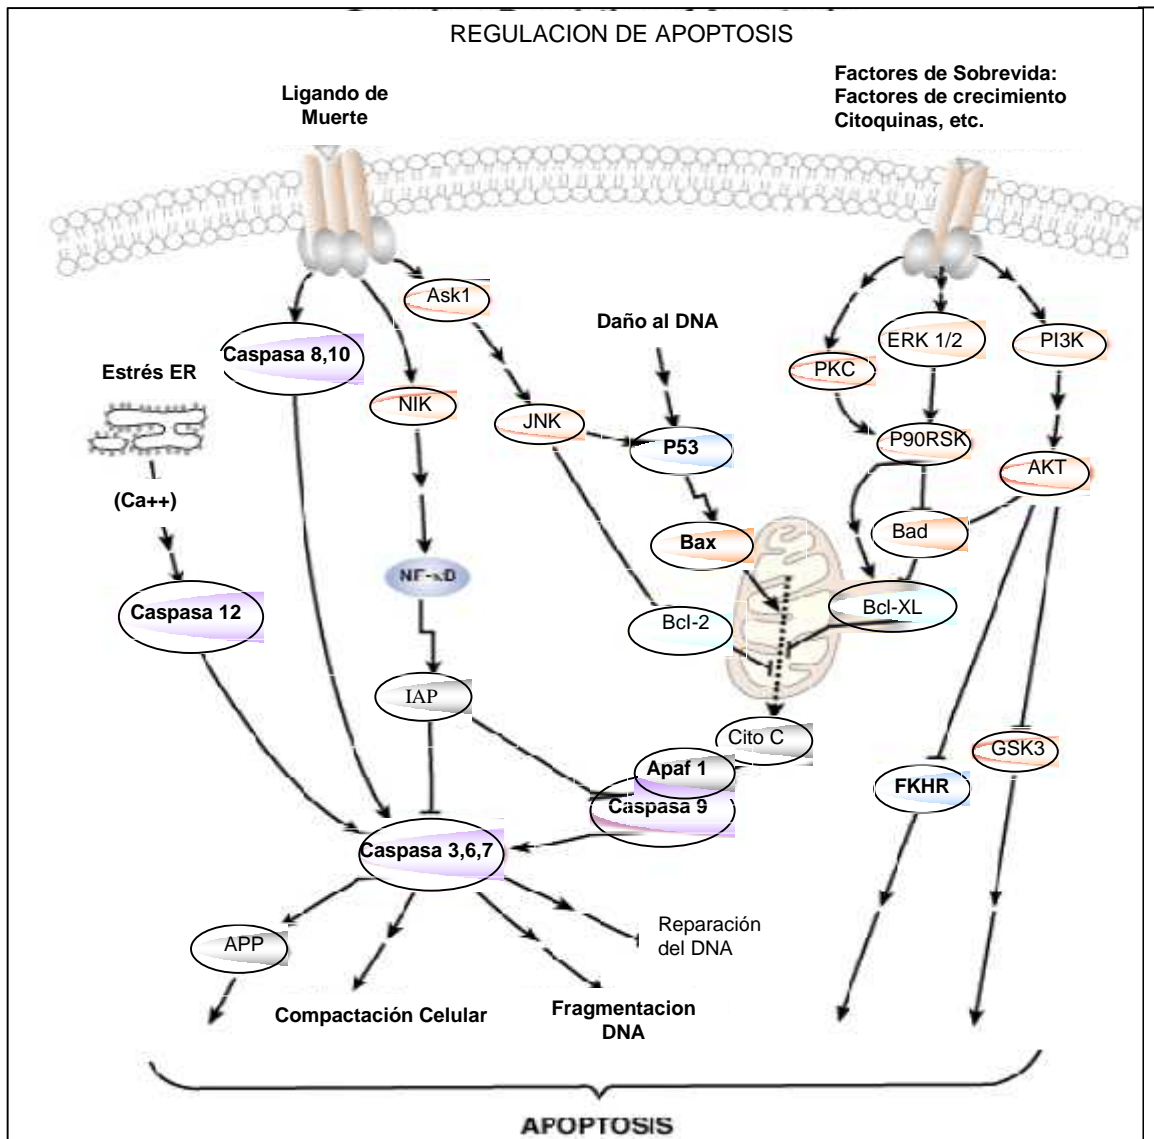 REGULACION DE APOPTOSIS
Ligando de
Muerte
Factores de Sobrevida:
Factores de crecimiento
Citoquinas, etc.
Ask1
Caspasa 8,10
Daño al DNA
ERK 1/2
PI3K
PKC
Estrés ER
NIK
JNK
P53
P90RSK
AKT
(Ca++)
Bax
Bad
Caspasa 12
Bcl-2
Bcl-XL
IAP
Cito C
GSK3
Apaf 1
FKHR
Caspasa 9
Caspasa 3,6,7
APP
Reparación
del DNA
Compactación Celular
Fragmentacion
DNA
APOPTOSIS